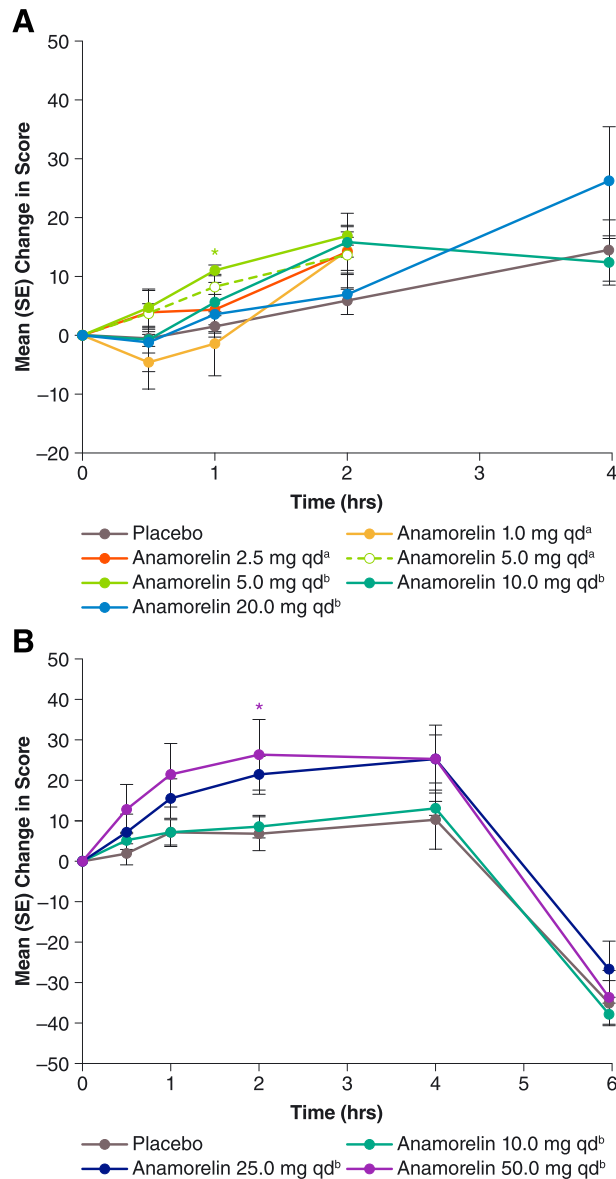 A
Mean (SE) Change in Score
50
40
30
20
10
0
–10
–20
*
0 1 2 3 4
Time (hrs)
Placebo Anamorelin 1.0 mg qdᵃ
Anamorelin 2.5 mg qdᵃ Anamorelin 5.0 mg qdᵃ
Anamorelin 5.0 mg qdᵇ Anamorelin 10.0 mg qdᵇ
Anamorelin 20.0 mg qdᵇ
B
Mean (SE) Change in Score
50
40
30
20
10
0
–10
–20
–30
–40
–50
*
0 1 2 3 4 5 6
Time (hrs)
Placebo Anamorelin 10.0 mg qdᵇ
Anamorelin 25.0 mg qdᵇ Anamorelin 50.0 mg qdᵇ